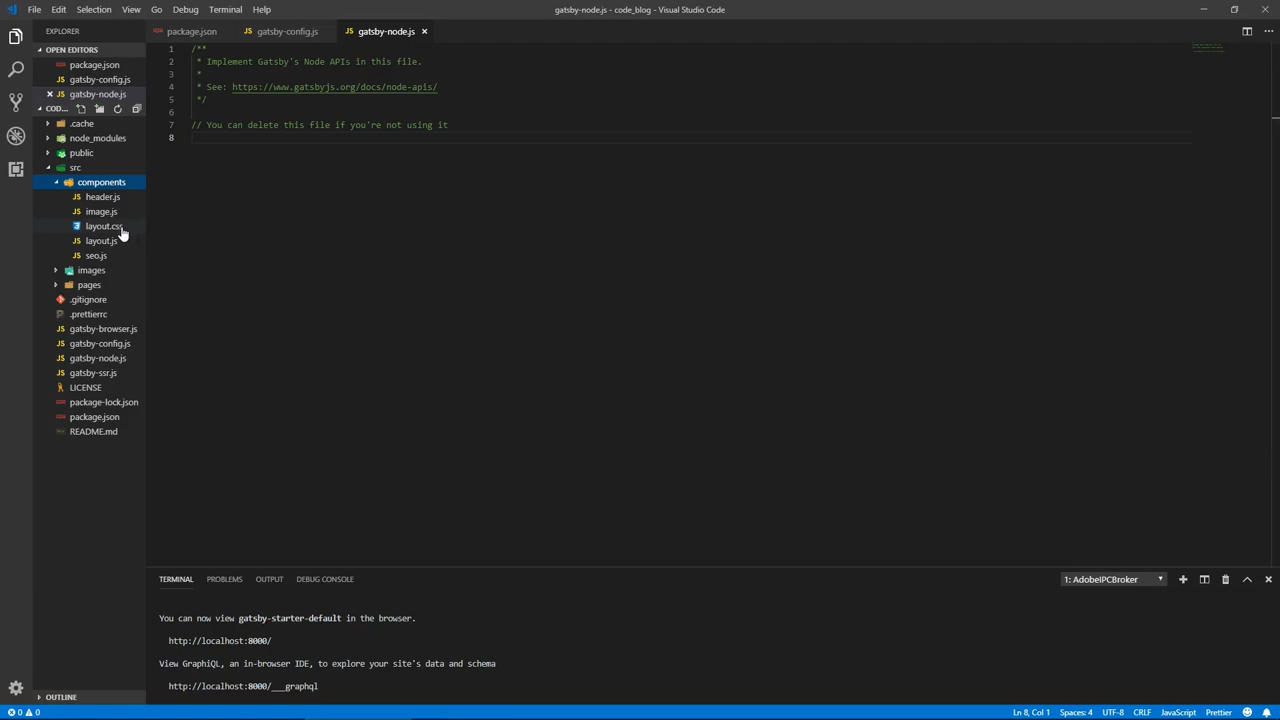 File Edit Selection View Go Debug Terminal Help
gatsby-node.js - code_blog - Visual Studio Code
EXPLORER
OPEN EDITORS
package.json
gatsby-config.js
gatsby-node.js
COD...
.cache
node_modules
public
src
components
header.js
image.js
layout.css
layout.js
seo.js
images
pages
.gitignore
.prettierrc
gatsby-browser.js
gatsby-config.js
gatsby-node.js
gatsby-ssr.js
LICENSE
package-lock.json
package.json
README.md
OUTLINE
package.json gatsby-config.js gatsby-node.js
1 /**
2 * Implement Gatsby's Node APIs in this file.
3 *
4 * See: https://www.gatsbyjs.org/docs/node-apis/
5 */
6
7 // You can delete this file if you're not using it
8
TERMINAL PROBLEMS OUTPUT DEBUG CONSOLE
1: AdobeIPCBroker
You can now view gatsby-starter-default in the browser.
http://localhost:8000/
View GraphiQL, an in-browser IDE, to explore your site's data and schema
http://localhost:8000/___graphql
0 0
Ln 8, Col 1 Spaces: 4 UTF-8 CRLF JavaScript Prettier